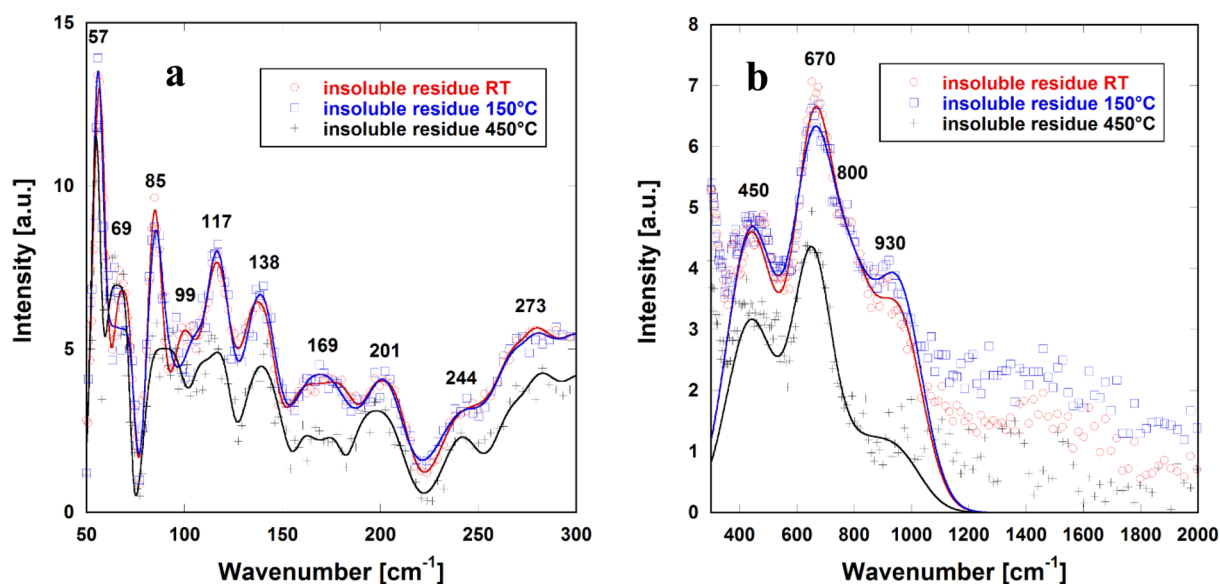 15
10
5
0
Intensity [a.u.]
57
69
85
99
117
138
169
201
244
273
a
insoluble residue RT
insoluble residue 150°C
insoluble residue 450°C
50 100 150 200 250 300
Wavenumber [cm-1]
8
7
6
5
4
3
2
1
0
Intensity [a.u.]
b
670
450
800
930
insoluble residue RT
insoluble residue 150°C
insoluble residue 450°C
400 600 800 1000 1200 1400 1600 1800 2000
Wavenumber [cm-1]